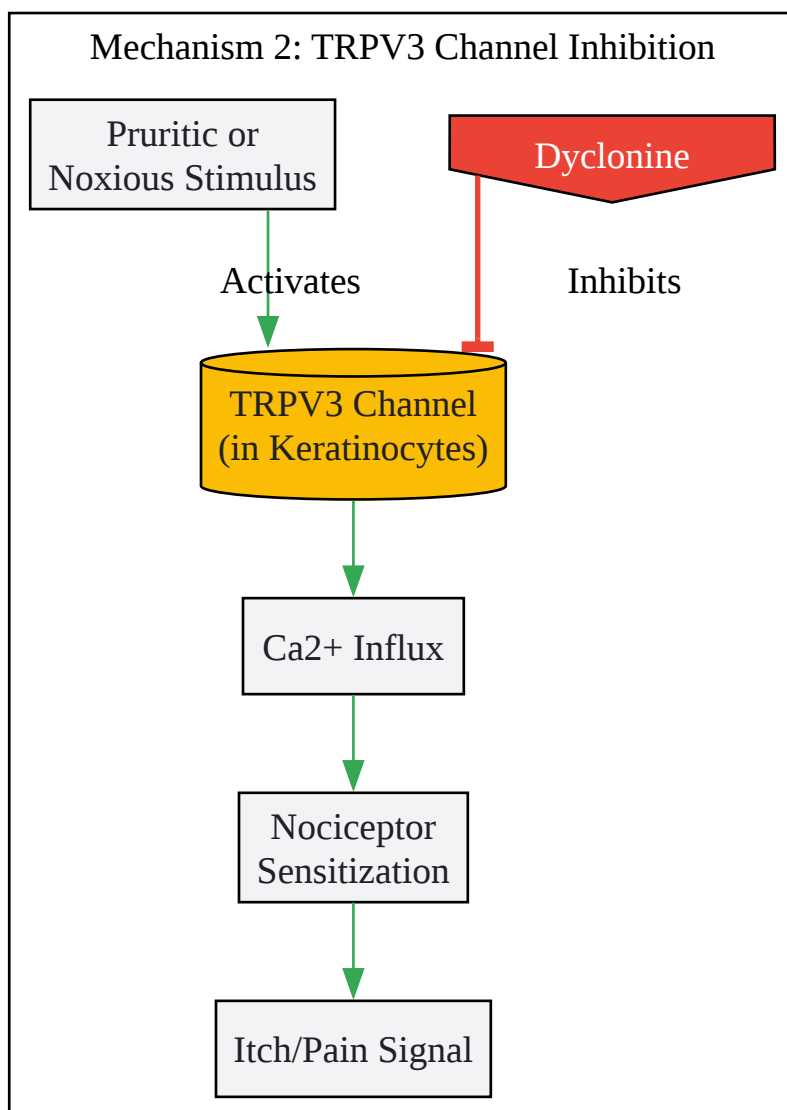 Mechanism 2: TRPV3 Channel Inhibition
Pruritic or
Noxious Stimulus
Dyclonine
Activates
Inhibits
TRPV3 Channel
(in Keratinocytes)
Ca2+ Influx
Nociceptor
Sensitization
Itch/Pain Signal